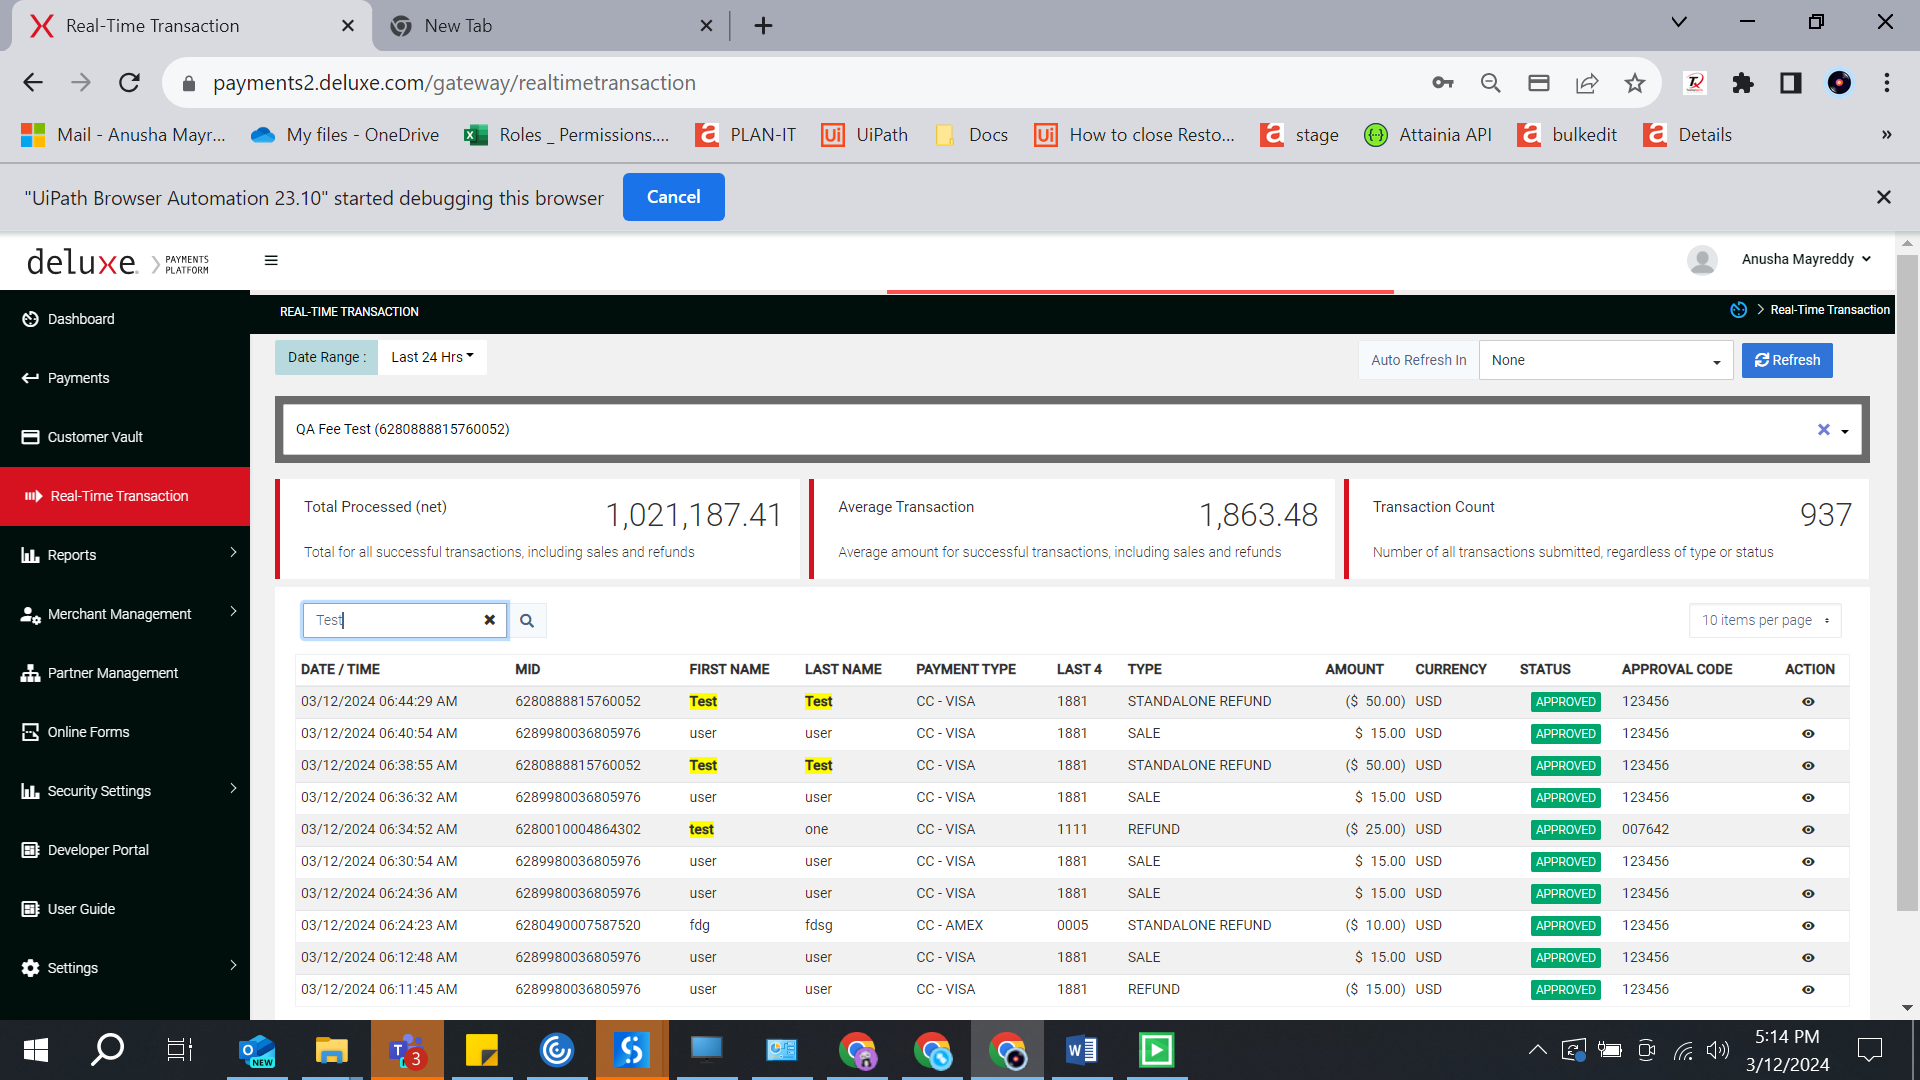 Real-Time Transaction
New Tab
payments2.deluxe.com/gateway/realtimetransaction
Mail - Anusha Mayr...
My files - OneDrive
Roles _ Permissions....
PLAN-IT
UiPath
Docs
How to close Resto...
stage
Attainia API
bulkedit
Details
»
"UiPath Browser Automation 23.10" started debugging this browser
Cancel
deluxe. PAYMENTS PLATFORM
Anusha Mayreddy
REAL-TIME TRANSACTION
Real-Time Transaction
Dashboard
Payments
Customer Vault
Real-Time Transaction
Reports
Merchant Management
Partner Management
Online Forms
Security Settings
Developer Portal
User Guide
Settings
Date Range : Last 24 Hrs
Auto Refresh In None Refresh
QA Fee Test (6280888815760052)
Total Processed (net) 1,021,187.41
Total for all successful transactions, including sales and refunds
Average Transaction 1,863.48
Average amount for successful transactions, including sales and refunds
Transaction Count 937
Number of all transactions submitted, regardless of type or status
Test
10 items per page
DATE / TIME MID FIRST NAME LAST NAME PAYMENT TYPE LAST 4 TYPE AMOUNT CURRENCY STATUS APPROVAL CODE ACTION
03/12/2024 06:44:29 AM 6280888815760052 Test Test CC - VISA 1881 STANDALONE REFUND ($ 50.00) USD APPROVED 123456
03/12/2024 06:40:54 AM 6289980036805976 user user CC - VISA 1881 SALE $ 15.00 USD APPROVED 123456
03/12/2024 06:38:55 AM 6280888815760052 Test Test CC - VISA 1881 STANDALONE REFUND ($ 50.00) USD APPROVED 123456
03/12/2024 06:36:32 AM 6289980036805976 user user CC - VISA 1881 SALE $ 15.00 USD APPROVED 123456
03/12/2024 06:34:52 AM 6280010004864302 test one CC - VISA 1111 REFUND ($ 25.00) USD APPROVED 007642
03/12/2024 06:30:54 AM 6289980036805976 user user CC - VISA 1881 SALE $ 15.00 USD APPROVED 123456
03/12/2024 06:24:36 AM 6289980036805976 user user CC - VISA 1881 SALE $ 15.00 USD APPROVED 123456
03/12/2024 06:24:23 AM 6280490007587520 fdg fdsg CC - AMEX 0005 STANDALONE REFUND ($ 10.00) USD APPROVED 123456
03/12/2024 06:12:48 AM 6289980036805976 user user CC - VISA 1881 SALE $ 15.00 USD APPROVED 123456
03/12/2024 06:11:45 AM 6289980036805976 user user CC - VISA 1881 REFUND ($ 15.00) USD APPROVED 123456
NEW
3
5:14 PM
3/12/2024